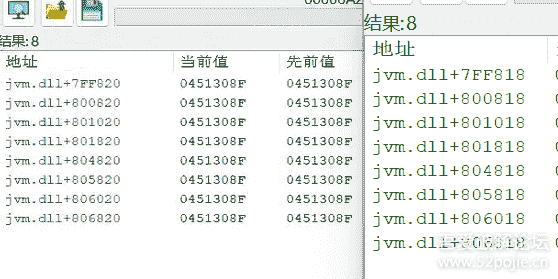 结果:8
地址 当前值 先前值
jvm.dll+7FF820 0451308F 0451308F
jvm.dll+800820 0451308F 0451308F
jvm.dll+801020 0451308F 0451308F
jvm.dll+801820 0451308F 0451308F
jvm.dll+804820 0451308F 0451308F
jvm.dll+805820 0451308F 0451308F
jvm.dll+806020 0451308F 0451308F
jvm.dll+806820 0451308F 0451308F
结果:8
地址
jvm.dll+7FF818
jvm.dll+800818
jvm.dll+801018
jvm.dll+801818
jvm.dll+804818
jvm.dll+805818
jvm.dll+806018
jvm.dll+806818
www.52pojie.cn